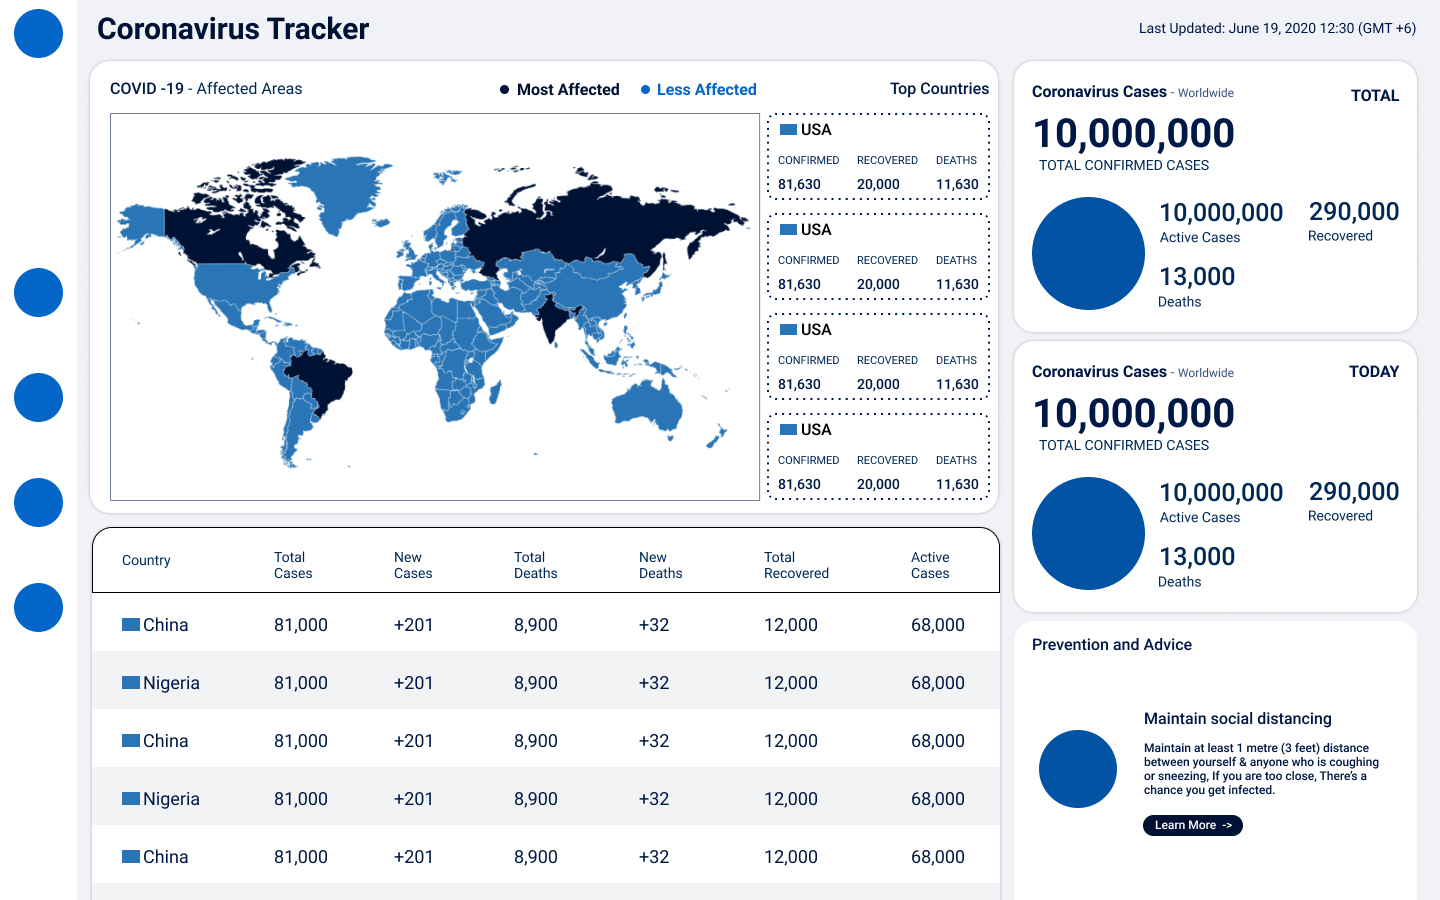 Coronavirus Tracker
Last Updated: June 19, 2020 12:30 (GMT +6)
COVID -19 - Affected Areas
Most Affected
Less Affected
Top Countries
USA
CONFIRMED RECOVERED DEATHS
81,630 20,000 11,630
USA
CONFIRMED RECOVERED DEATHS
81,630 20,000 11,630
USA
CONFIRMED RECOVERED DEATHS
81,630 20,000 11,630
USA
CONFIRMED RECOVERED DEATHS
81,630 20,000 11,630
Country Total Cases New Cases Total Deaths New Deaths Total Recovered Active Cases
China 81,000 +201 8,900 +32 12,000 68,000
Nigeria 81,000 +201 8,900 +32 12,000 68,000
China 81,000 +201 8,900 +32 12,000 68,000
Nigeria 81,000 +201 8,900 +32 12,000 68,000
China 81,000 +201 8,900 +32 12,000 68,000
Coronavirus Cases - Worldwide
TOTAL
10,000,000
TOTAL CONFIRMED CASES
10,000,000
Active Cases
290,000
Recovered
13,000
Deaths
Coronavirus Cases - Worldwide
TODAY
10,000,000
TOTAL CONFIRMED CASES
10,000,000
Active Cases
290,000
Recovered
13,000
Deaths
Prevention and Advice
Maintain social distancing
Maintain at least 1 metre (3 feet) distance
between yourself & anyone who is coughing
or sneezing, If you are too close, There's a
chance you get infected.
Learn More ->